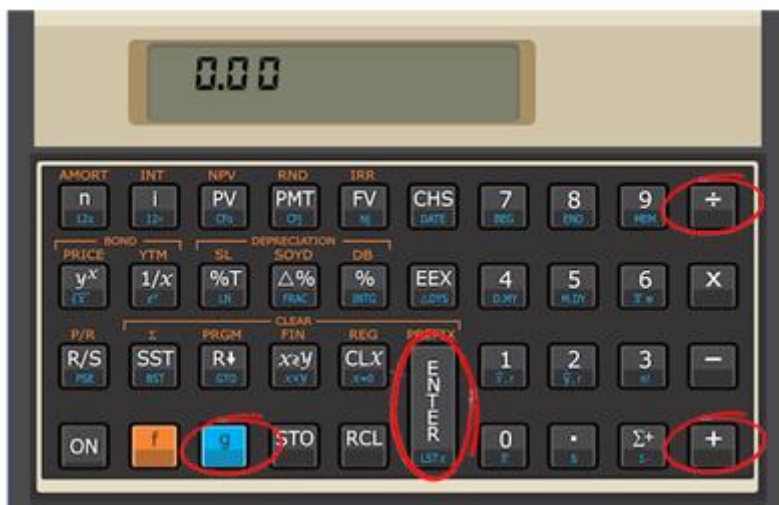 0.00
AMORT INT NPV RND IRR
n i PV PMT FV CHS 7 8 9 ÷
12x 12÷ CFo CFj Nj DATE BEG END MEM
BOND DEPRECIATION
PRICE YTM SL SOYD DB
yˣ 1/x %T △% % EEX 4 5 6 ×
LN FRAC INTG △DYS D.MY M.DY
CLEAR
P/R Σ PRGM FIN REG PREFIX
R/S SST R↓ x≷y CLX ENTER 1 2 3 −
PSE BST GTO x≤y x=0 n!
ON f g STO RCL 0 · Σ+ +
LSTx